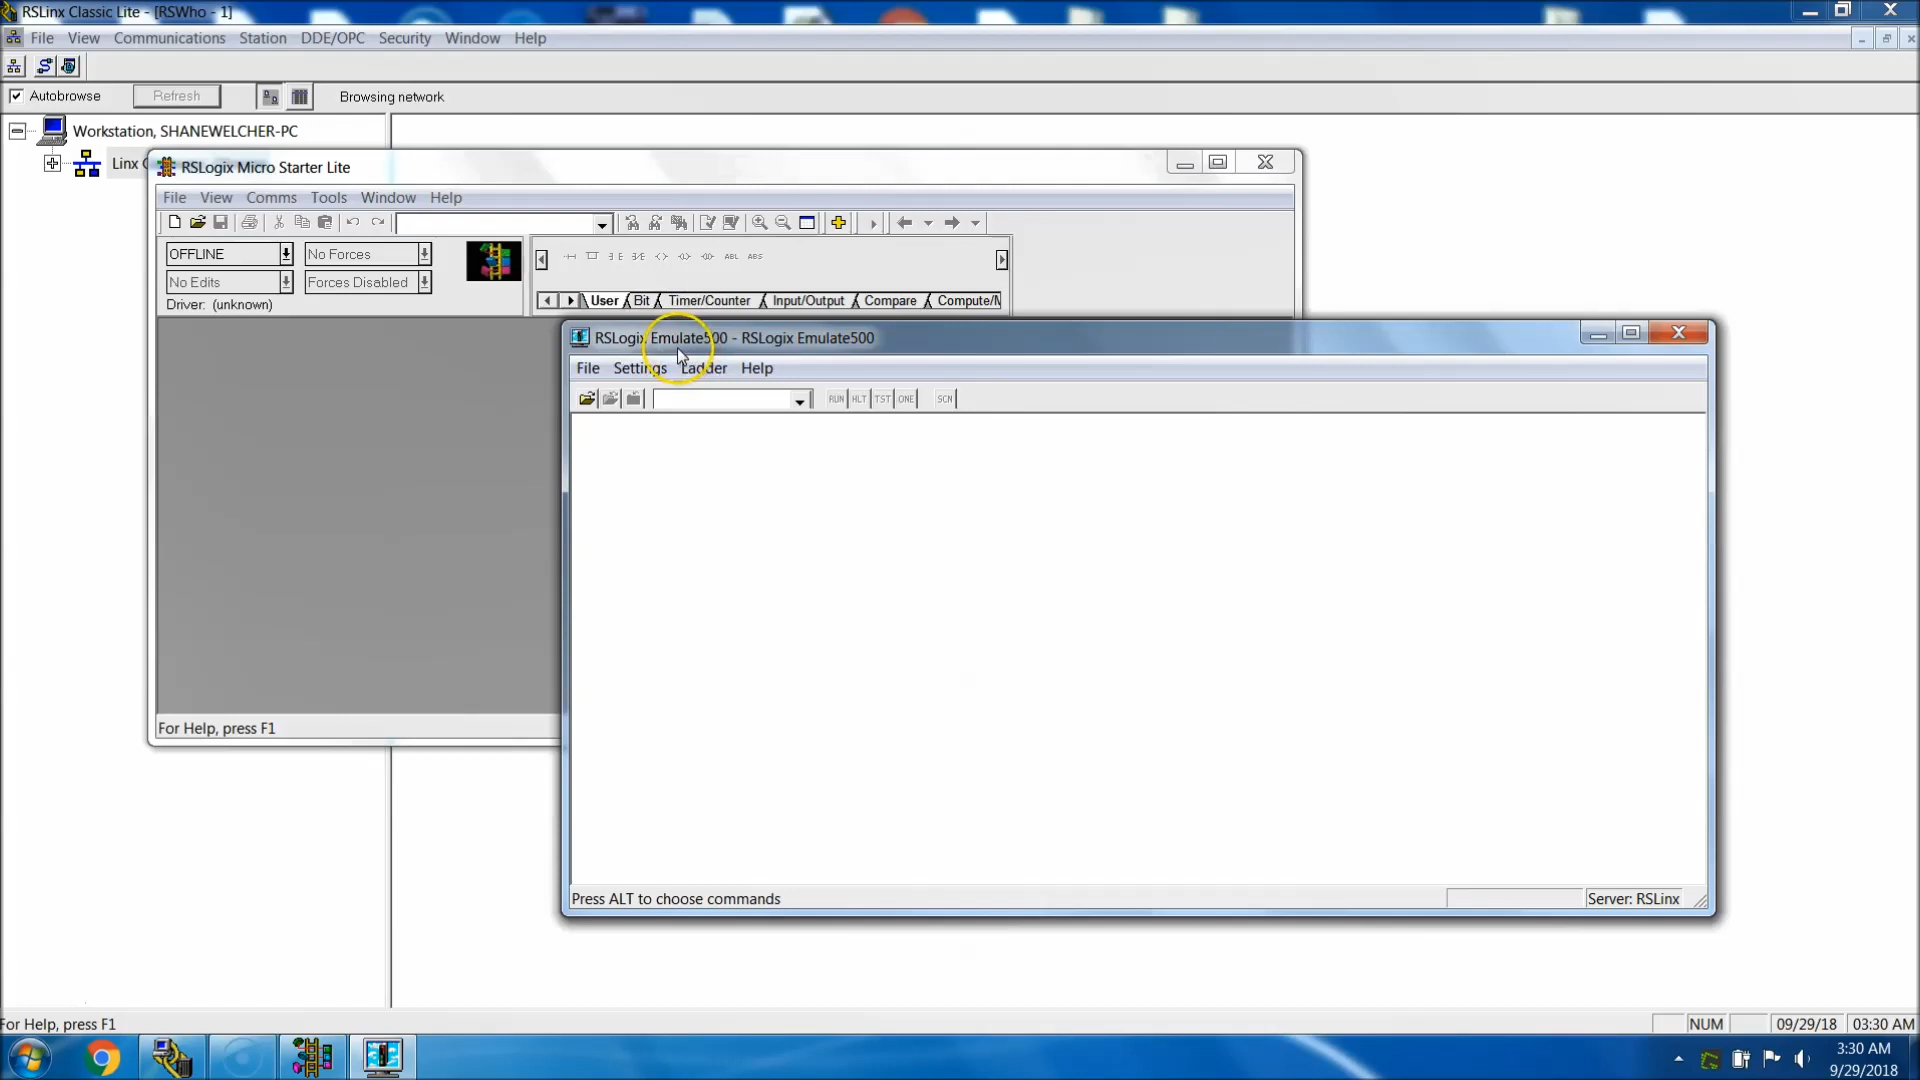 RSLinx Classic Lite - [RSWho - 1]
File View Communications Station DDE/OPC Security Window Help
Autobrowse Refresh Browsing network
Workstation, SHANEWELCHER-PC
Linx
RSLogix Micro Starter Lite
File View Comms Tools Window Help
OFFLINE No Forces
No Edits Forces Disabled
Driver: (unknown)
ABL ABS
User Bit Timer/Counter Input/Output Compare
For Help, press F1
RSLogix Emulate500 - RSLogix Emulate500
File Settings Ladder Help
RUN HLT TST ONE SCN
Press ALT to choose commands
Server: RSLinx
For Help, press F1
NUM 09/29/18 03:30 AM
3:30 AM
9/29/2018